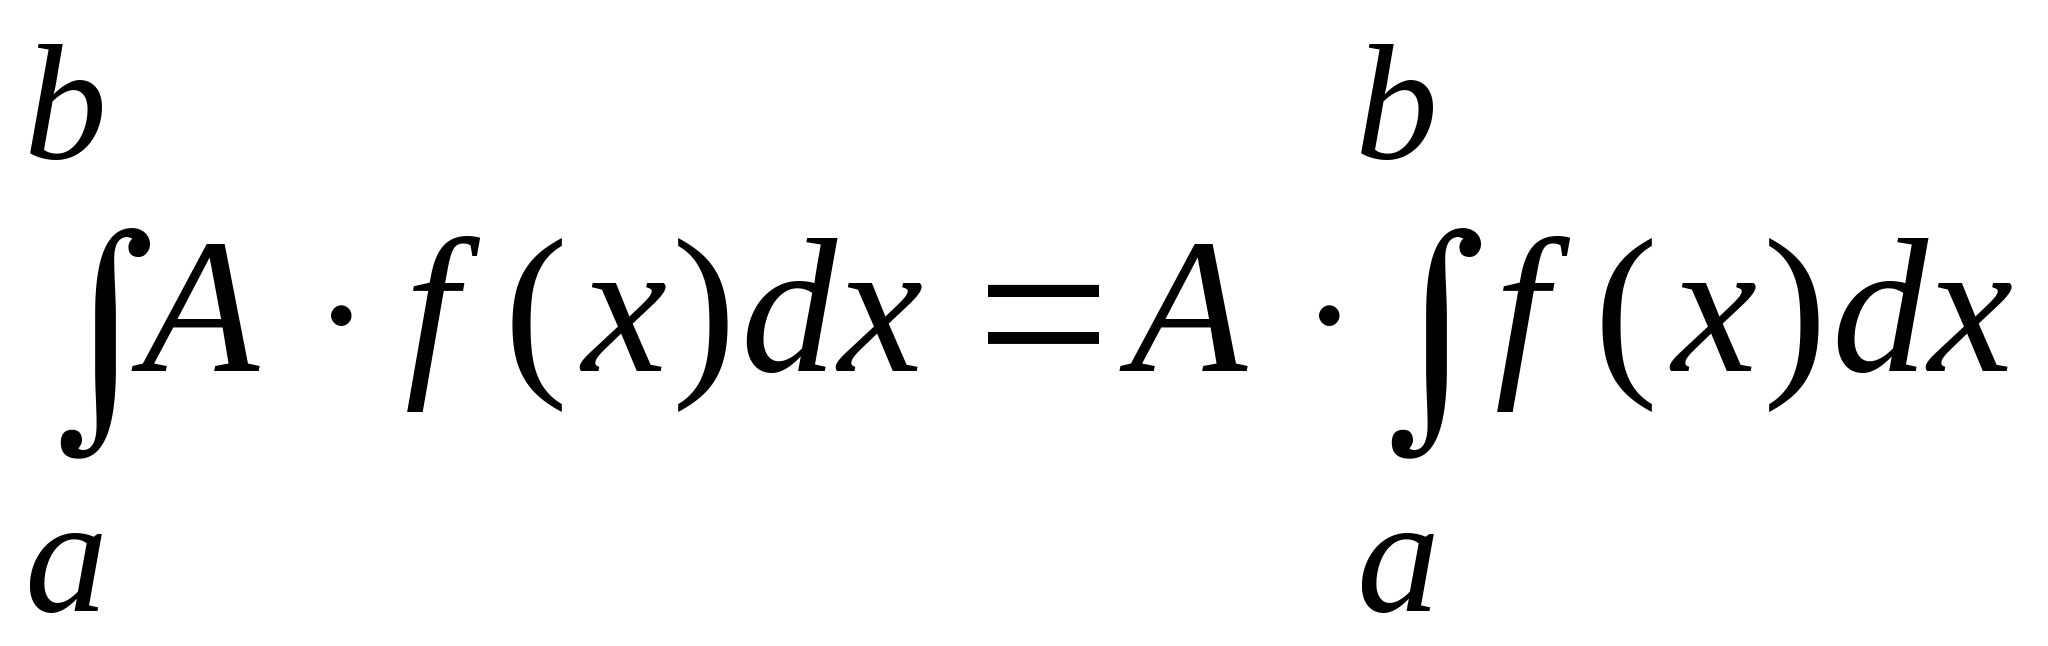 b b
∫A · f(x)dx = A · ∫f(x)dx
a a